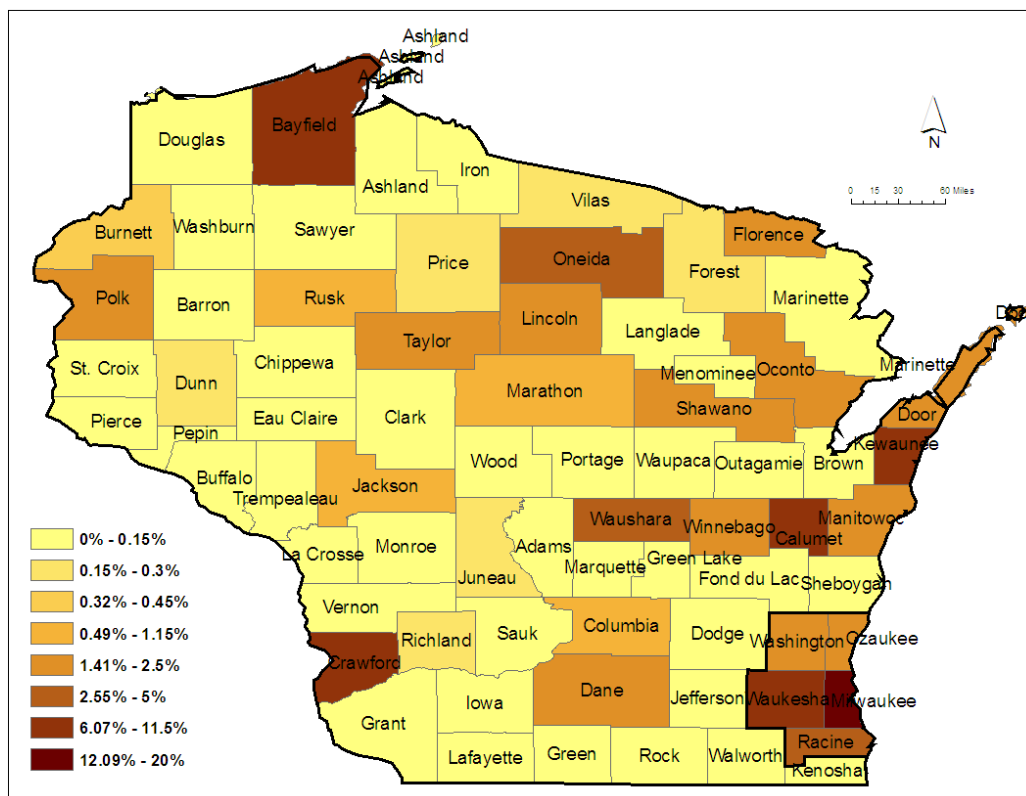 Ashland
Ashland
Ashland
Bayfield
Douglas
Iron
N
Ashland
0 15 30 60 Miles
Vilas
Burnett
Washburn
Sawyer
Florence
Oneida
Price
Forest
Polk
Barron
Rusk
Marinette
Lincoln
Taylor
Langlade
Chippewa
St. Croix
Marinette
Menominee
Oconto
Dunn
Marathon
Shawano
Pierce
Eau Claire
Clark
Door
Pepin
Kewaunee
Wood
Portage
Waupaca
Outagamie
Brown
Buffalo
Trempealeau
Jackson
Waushara
Winnebago
Manitowoc
Calumet
0% - 0.15%
La Crosse
Monroe
Adams
Marquette
Green Lake
0.15% - 0.3%
Juneau
Fond du Lac
Sheboygan
0.32% - 0.45%
Vernon
Columbia
0.49% - 1.15%
Richland
Sauk
Dodge
Washington
Ozaukee
1.41% - 2.5%
Crawford
2.55% - 5%
Dane
Jefferson
Waukesha
Milwaukee
Iowa
6.07% - 11.5%
Grant
Racine
12.09% - 20%
Lafayette
Green
Rock
Walworth
Kenosha